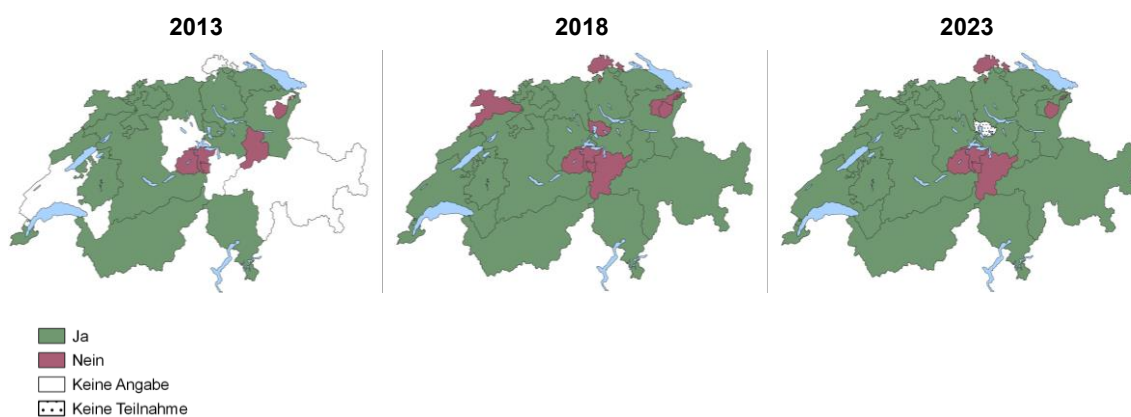 2013
2018
2023
Ja
Nein
Keine Angabe
Keine Teilnahme